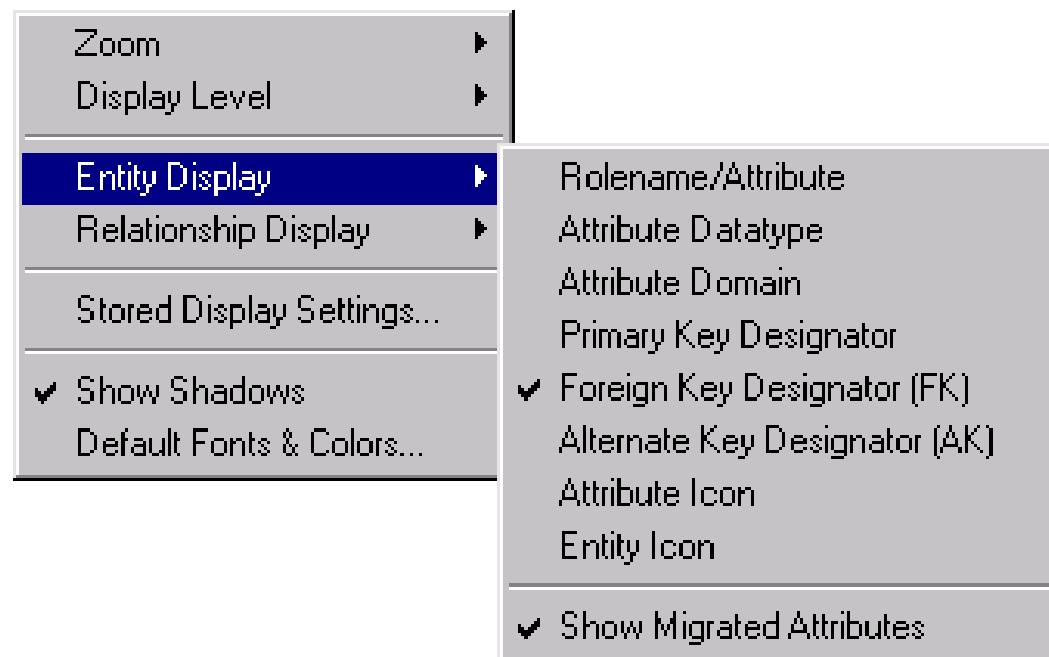 Zoom
Display Level
Entity Display
Relationship Display
Stored Display Settings...
Show Shadows
Default Fonts & Colors...
Rolename/Attribute
Attribute Datatype
Attribute Domain
Primary Key Designator
Foreign Key Designator (FK)
Alternate Key Designator (AK)
Attribute Icon
Entity Icon
Show Migrated Attributes